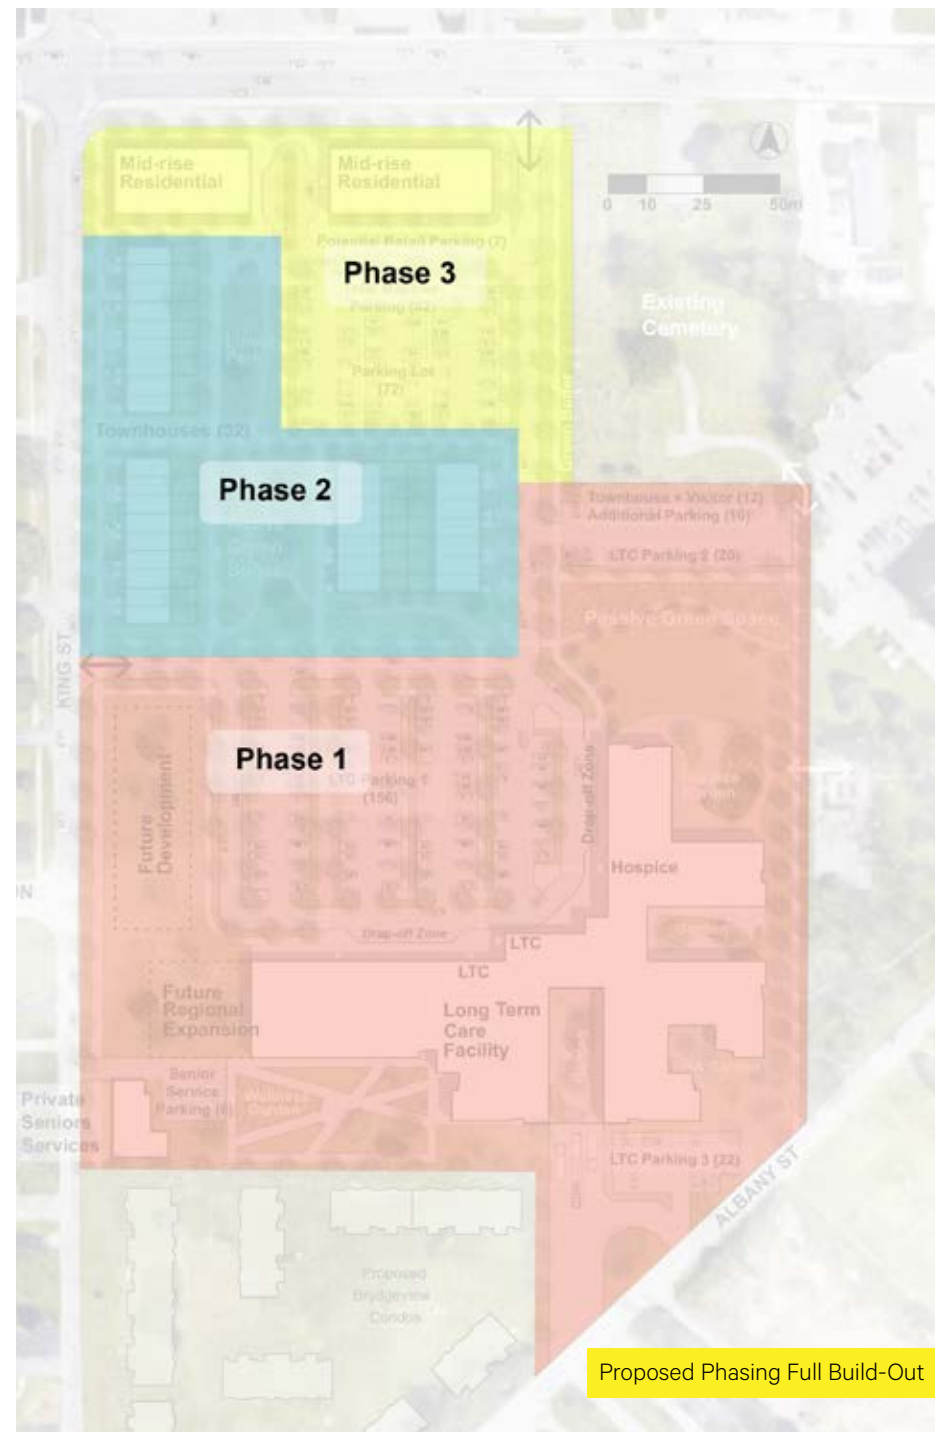 Mid-rise
Residential
Mid-rise
Residential
0 10 25 50m
Potential Retail Parking (7)
Phase 3
Existing
Cemetery
Parking Lot
(72)
Townhouses (32)
Phase 2
Townhouse + Visitor (12)
Additional Parking (16)
LTC Parking 2 (20)
Passive Green Space
KING ST
Phase 1
LTC Parking 1
(156)
Future
Development
Drop-off Zone
Hospice
Drop-off Zone
LTC
LTC
Future
Regional
Expansion
Long Term
Care
Facility
Senior
Service
Private
Seniors
Services
LTC Parking 3 (22)
ALBANY ST
Proposed
Brydgeview
Condos
Proposed Phasing Full Build-Out